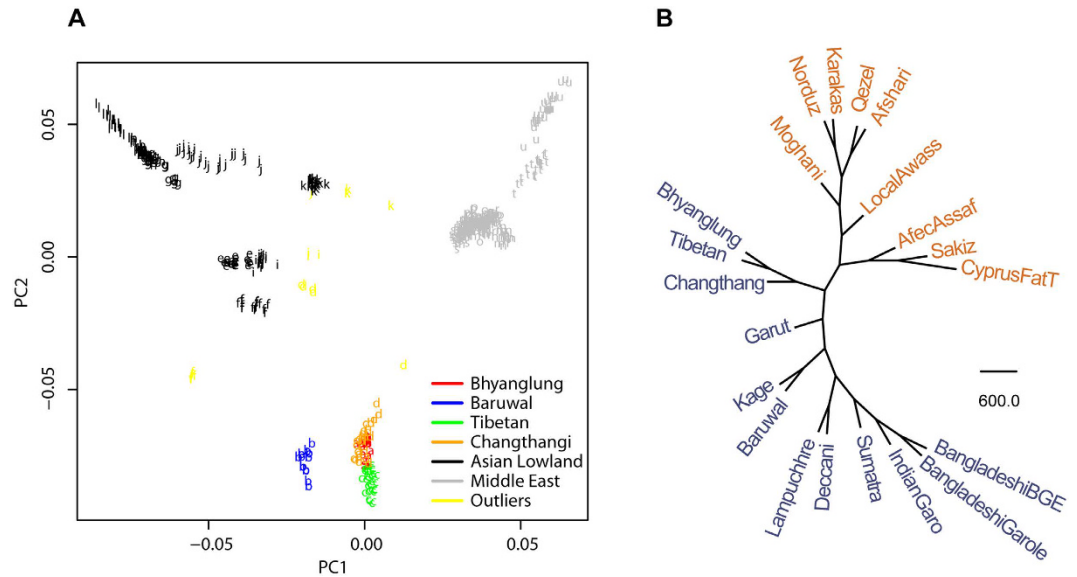 A
B
0.05
0.00
−0.05
PC2
−0.05
0.00
0.05
PC1
Bhyanglung
Baruwal
Tibetan
Changthangi
Asian Lowland
Middle East
Outliers
Norduz
Karakas
Qezel
Afshari
Moghani
LocalAwass
Bhyanglung
Tibetan
Changthang
AfecAssaf
Sakiz
CyprusFatT
Garut
Kage
Baruwal
Lampuchhre
Deccani
Sumatra
IndianGaro
BangladeshiGarole
BangladeshiBGE
600.0